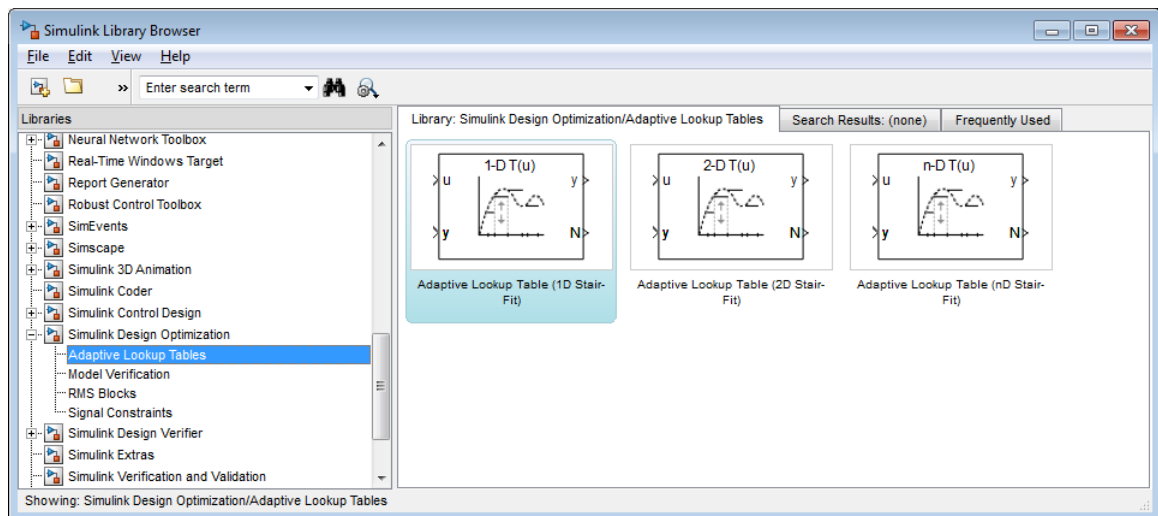 Simulink Library Browser
File Edit View Help
» Enter search term
Libraries
Neural Network Toolbox
Real-Time Windows Target
Report Generator
Robust Control Toolbox
SimEvents
Simscape
Simulink 3D Animation
Simulink Coder
Simulink Control Design
Simulink Design Optimization
Adaptive Lookup Tables
Model Verification
RMS Blocks
Signal Constraints
Simulink Design Verifier
Simulink Extras
Simulink Verification and Validation
Library: Simulink Design Optimization/Adaptive Lookup Tables Search Results: (none) Frequently Used
1-D T(u)
u y
y N
Adaptive Lookup Table (1D Stair-
Fit)
2-D T(u)
u y
y N
Adaptive Lookup Table (2D Stair-
Fit)
n-D T(u)
u y
y N
Adaptive Lookup Table (nD Stair-
Fit)
Showing: Simulink Design Optimization/Adaptive Lookup Tables